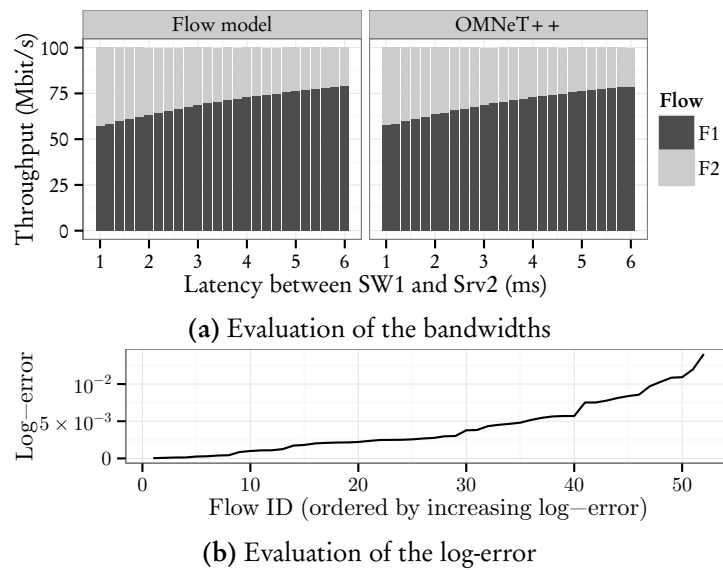 Flow model OMNeT++
Throughput (Mbit/s)
100
75
50
25
0
Flow
F1
F2
1 2 3 4 5 6 1 2 3 4 5 6
Latency between SW1 and Srv2 (ms)
(a) Evaluation of the bandwidths
Log−error
10⁻²
5 × 10⁻³
0
0 10 20 30 40 50
Flow ID (ordered by increasing log−error)
(b) Evaluation of the log-error